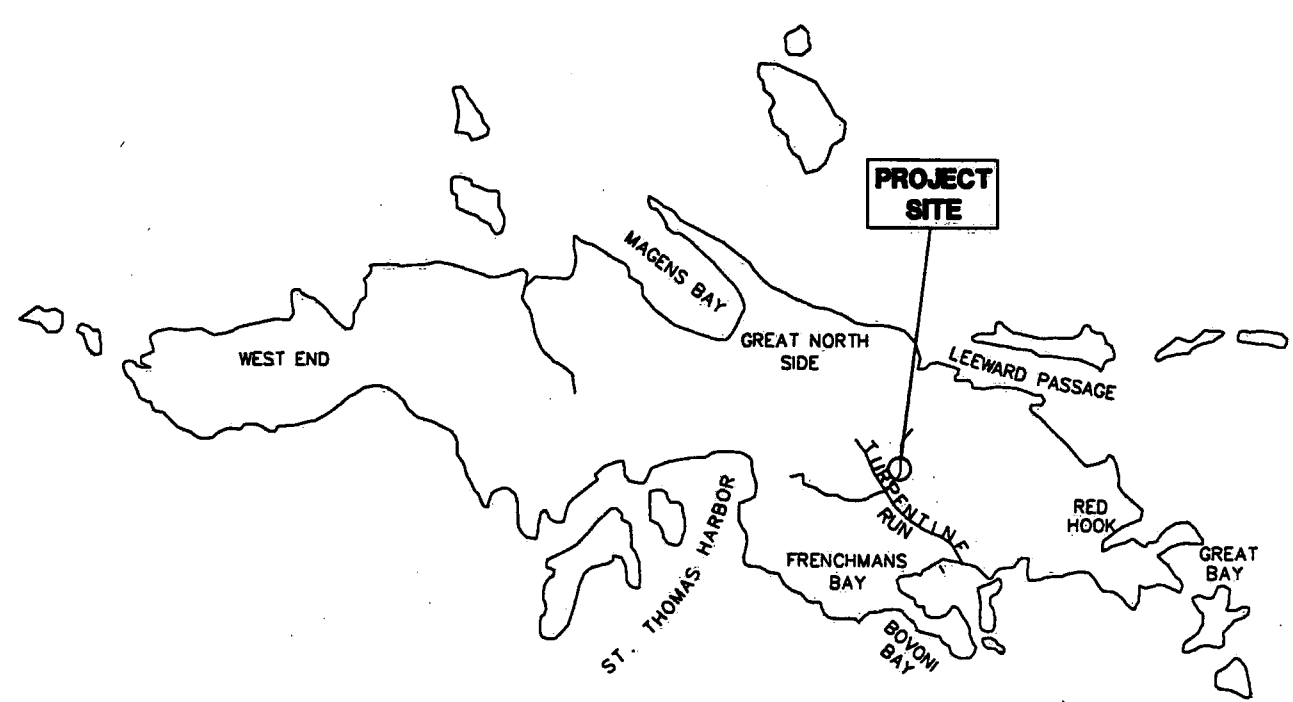 PROJECT
SITE
MAGENS BAY
GREAT NORTH
SIDE
WEST END
LEEWARD PASSAGE
TURPENTINE
RUN
RED
HOOK
ST. THOMAS HARBOR
FRENCHMANS
BAY
GREAT
BAY
BOVONI
BAY